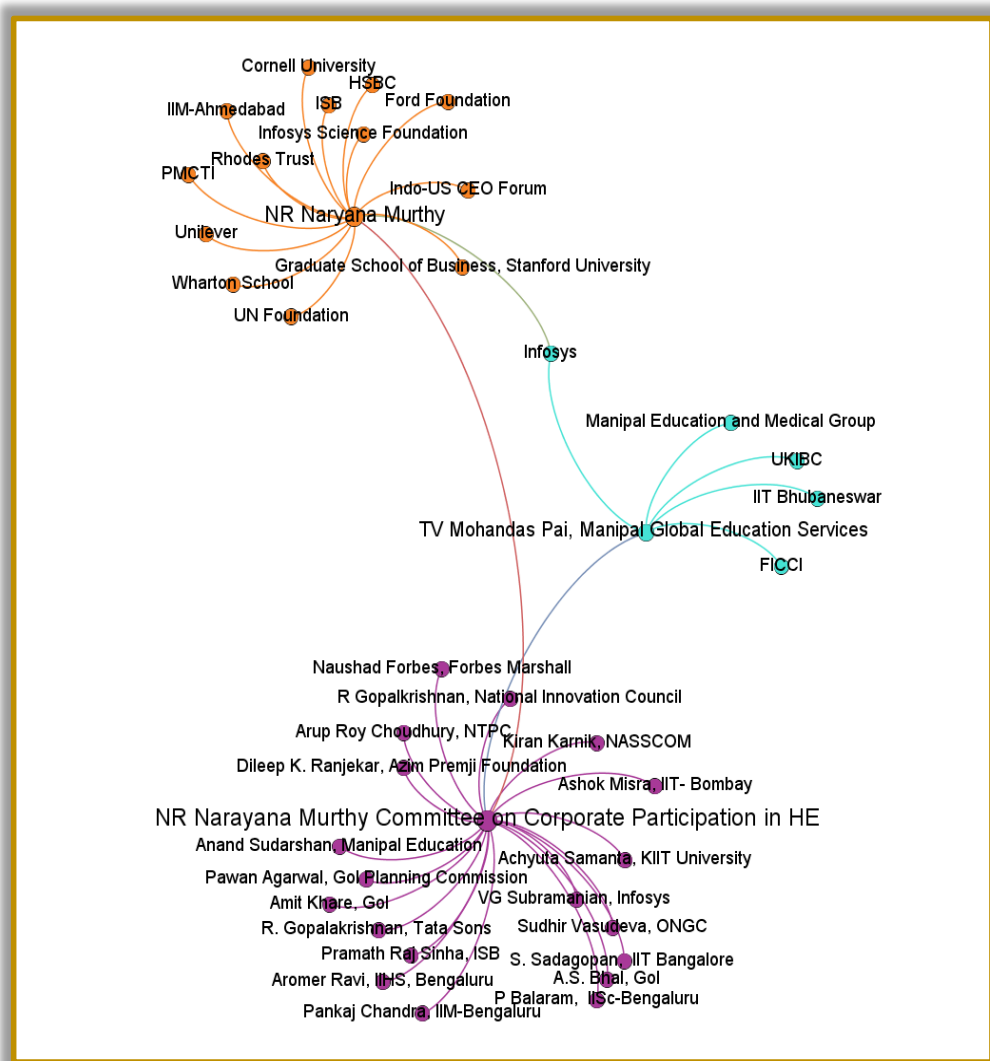 Cornell University
HSBC
ISB
Ford Foundation
IIM-Ahmedabad
Infosys Science Foundation
Rhodes Trust
PMCTI
Indo-US CEO Forum
NR Naryana Murthy
Unilever
Graduate School of Business, Stanford University
Wharton School
UN Foundation
Infosys
Manipal Education and Medical Group
UKIBC
IIT Bhubaneswar
TV Mohandas Pai, Manipal Global Education Services
FICCI
Naushad Forbes, Forbes Marshall
R Gopalkrishnan, National Innovation Council
Arup Roy Choudhury, NTPC
Kiran Karnik, NASSCOM
Dileep K. Ranjekar, Azim Premji Foundation
Ashok Misra, IIT- Bombay
NR Narayana Murthy Committee on Corporate Participation in HE
Anand Sudarshan, Manipal Education
Achyuta Samanta, KIIT University
Pawan Agarwal, GoI Planning Commission
VG Subramanian, Infosys
Amit Khare, GoI
R. Gopalakrishnan, Tata Sons
Sudhir Vasudeva, ONGC
Pramath Raj Sinha, ISB
S. Sadagopan, IIT Bangalore
Aromer Ravi, IIHS, Bengaluru
A.S. Bhal, GoI
P Balaram,  IISc-Bengaluru
Pankaj Chandra, IIM-Bengaluru